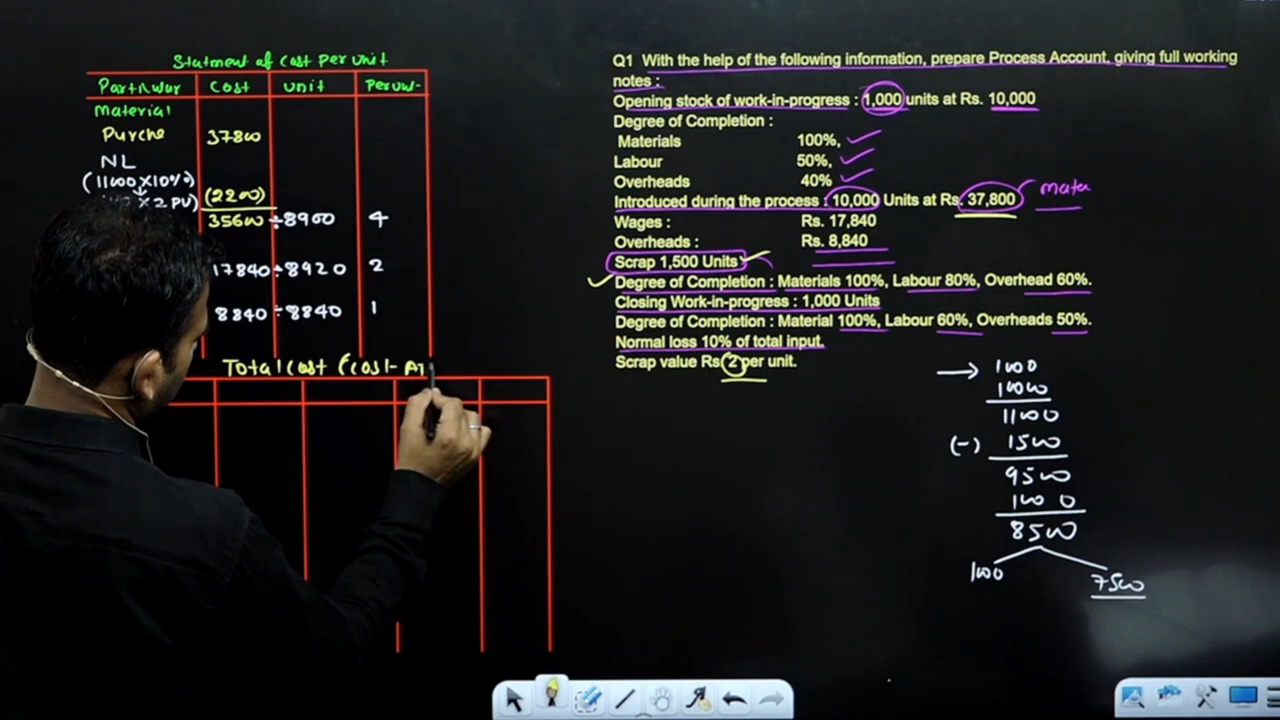 Statment of Cost Per Unit
Particular Cost Unit Per Unit
Material
Purche 37800
NL
(11000 X 10%)
X 2 PU) (2200)
35600 ÷ 8900 4
17840 ÷ 8920 2
8840 ÷ 8840 1
Total Cost (Cost-
Q1 With the help of the following information, prepare Process Account, giving full working
notes :
Opening stock of work-in-progress : 1,000 units at Rs. 10,000
Degree of Completion :
Materials 100%,
Labour 50%,
Overheads 40%
Introduced during the process : 10,000 Units at Rs. 37,800 mate
Wages : Rs. 17,840
Overheads : Rs. 8,840
Scrap 1,500 Units
Degree of Completion : Materials 100%, Labour 80%, Overhead 60%.
Closing Work-in-progress : 1,000 Units
Degree of Completion : Material 100%, Labour 60%, Overheads 50%.
Normal loss 10% of total input.
Scrap value Rs 2 per unit.
→ 1000
10000
11000
(-) 1500
9500
1000
8500
1000 7500